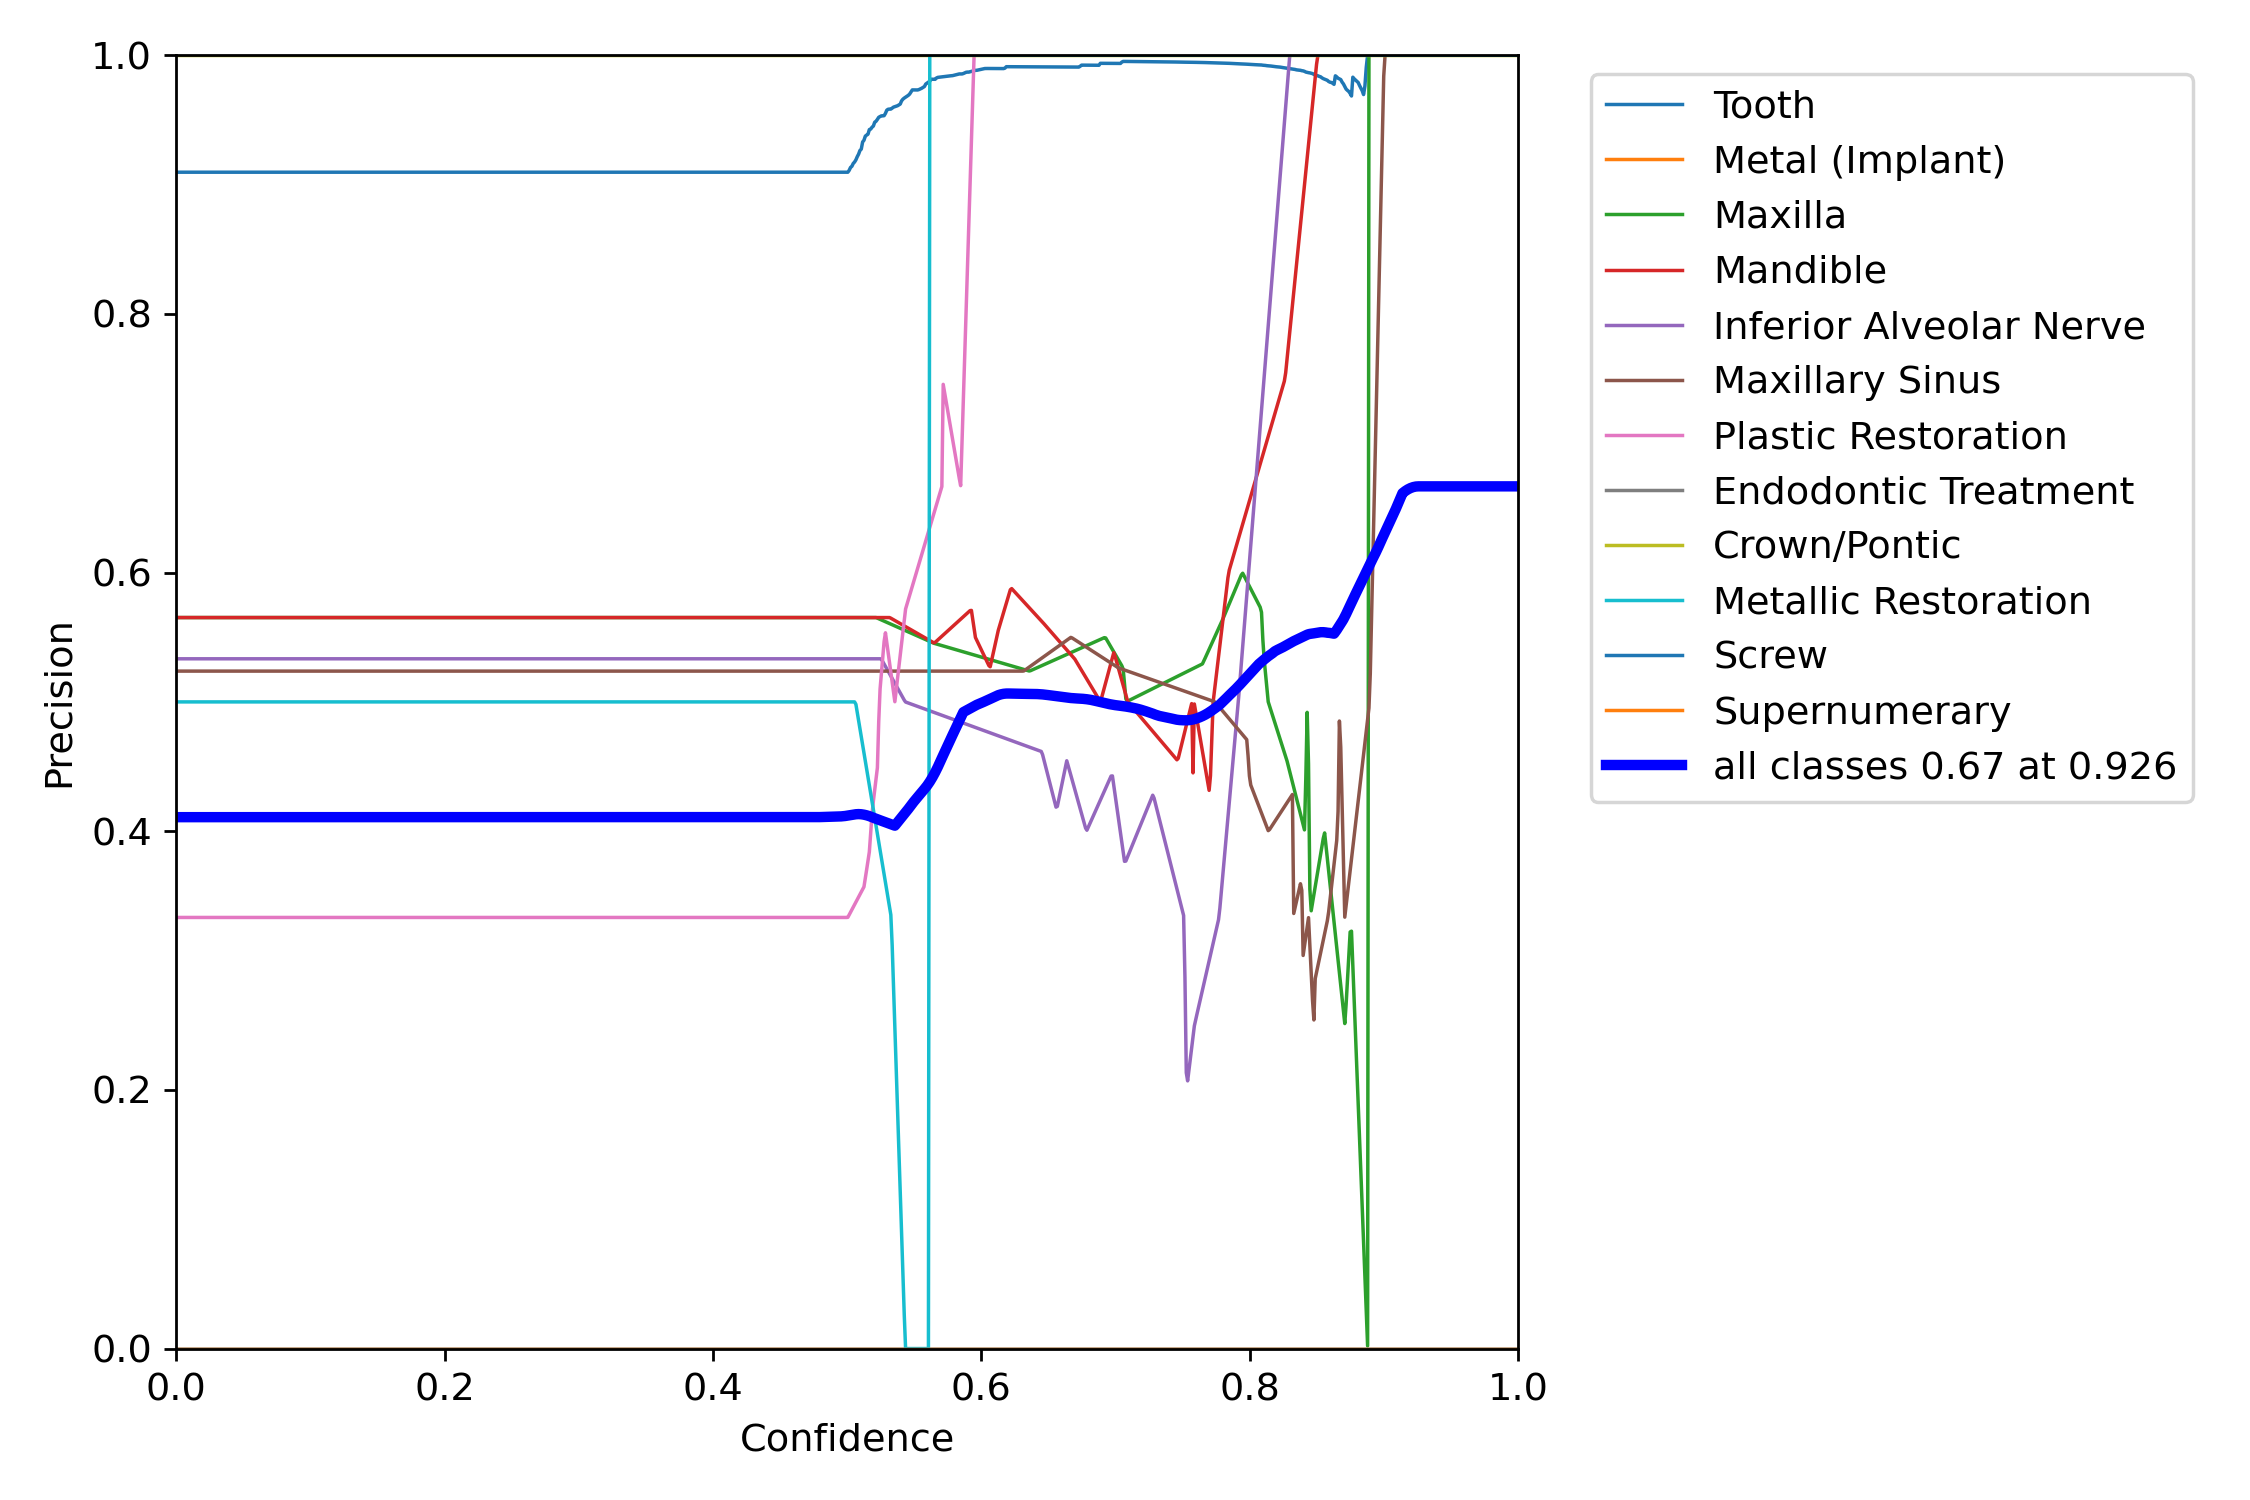 1.0
0.8
0.6
0.4
0.2
0.0
Precision
0.0 0.2 0.4 0.6 0.8 1.0
Confidence
Tooth
Metal (Implant)
Maxilla
Mandible
Inferior Alveolar Nerve
Maxillary Sinus
Plastic Restoration
Endodontic Treatment
Crown/Pontic
Metallic Restoration
Screw
Supernumerary
all classes 0.67 at 0.926